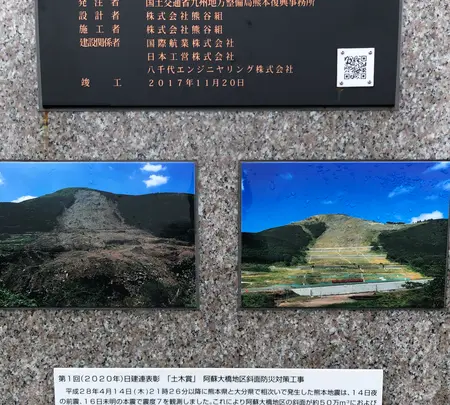 発注者 国土交通省九州地方整備局熊本復興事務所
設計者 株式会社熊谷組
施工者 株式会社熊谷組
建設関係者 国際航業株式会社
日本工営株式会社
八千代エンジニヤリング株式会社
竣工 2017年11月20日
第1回(2020年)日建連表彰 「土木賞」 阿蘇大橋地区斜面防災対策工事
平成28年4月14日(木)21時26分以降に熊本県と大分県で相次いで発生した熊本地震は、14日夜
の前震、16日未明の本震で震度7を観測しました。これにより阿蘇大橋地区の斜面が約50万m³におよ